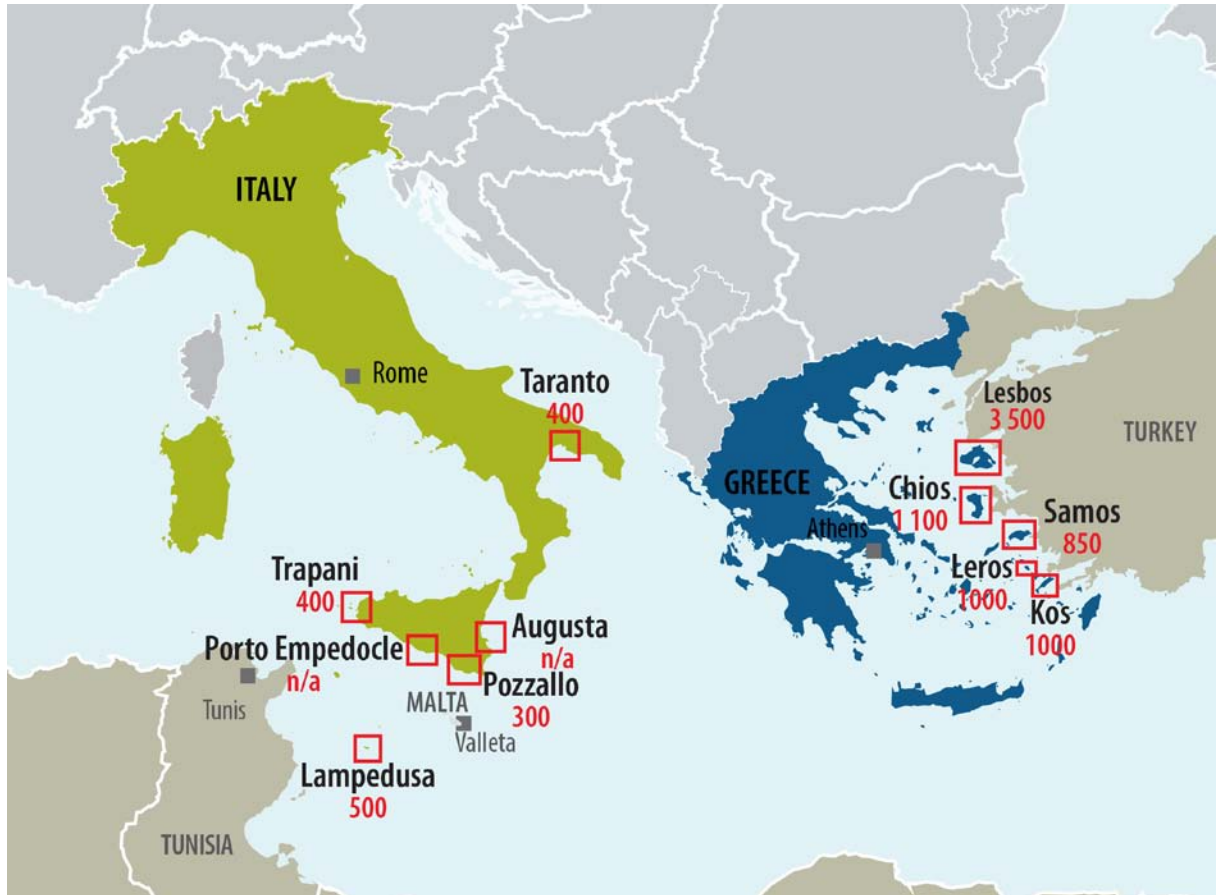 ITALY
Rome
Taranto
400
Lesbos
3 500
TURKEY
GREECE
Chios
1 100
Athens
Samos
850
Leros
1000
Kos
1000
Trapani
400
Porto Empedocle
n/a
Augusta
n/a
Pozzallo
300
MALTA
Valleta
Tunis
Lampedusa
500
TUNISIA